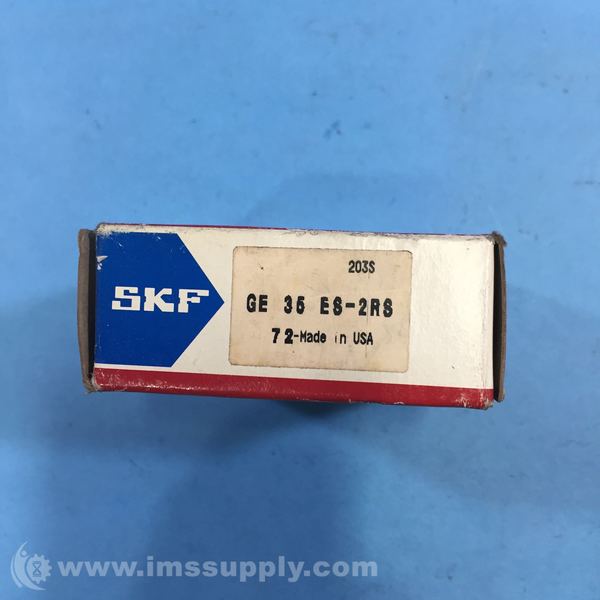 SKF
203S
GE 35 ES-2RS
72-Made in USA
www.imssupply.com